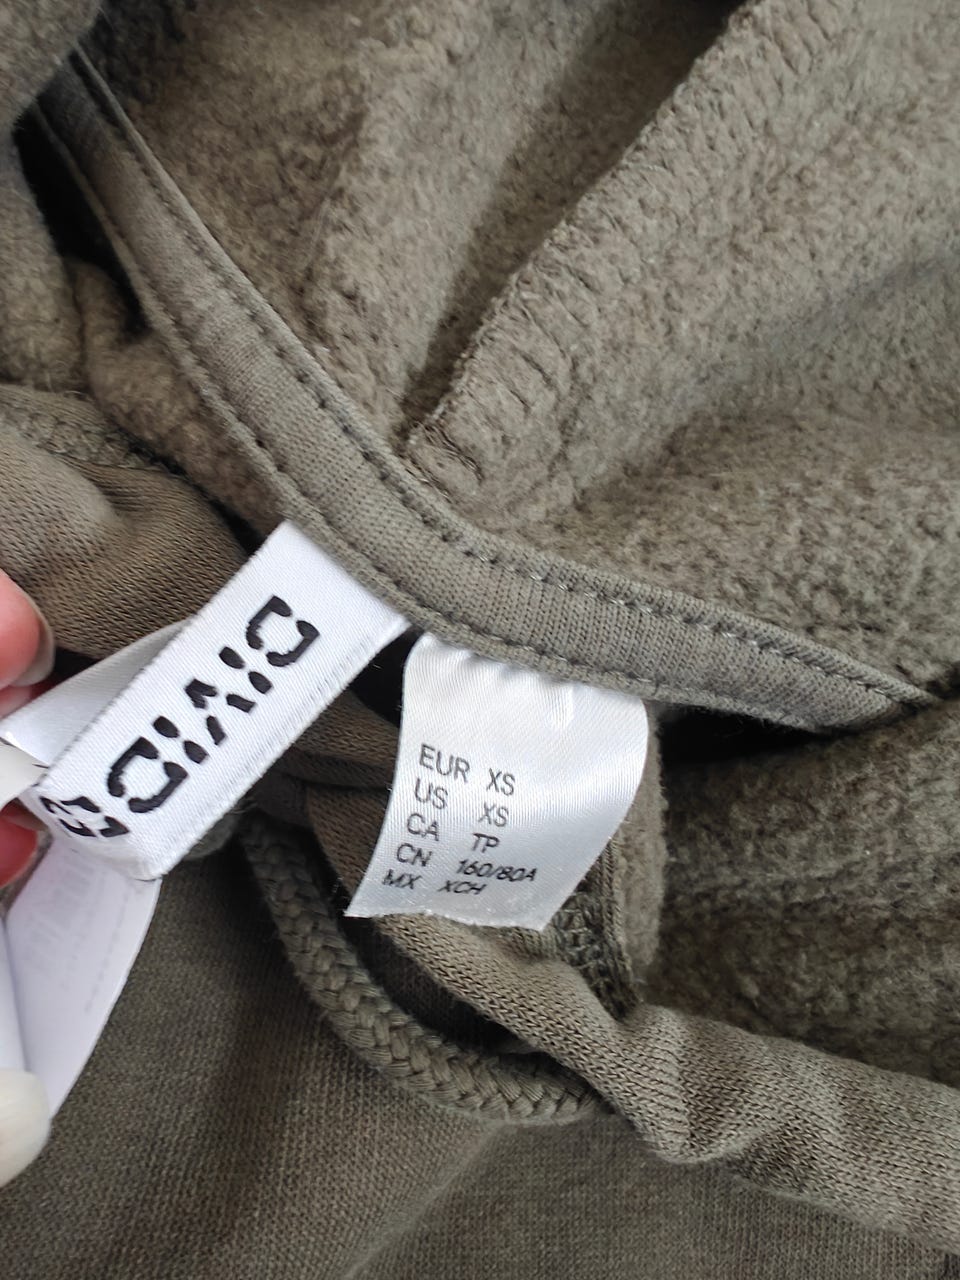 DIVIDED
EUR XS
US XS
CA TP
CN 160/80A
MX XCH